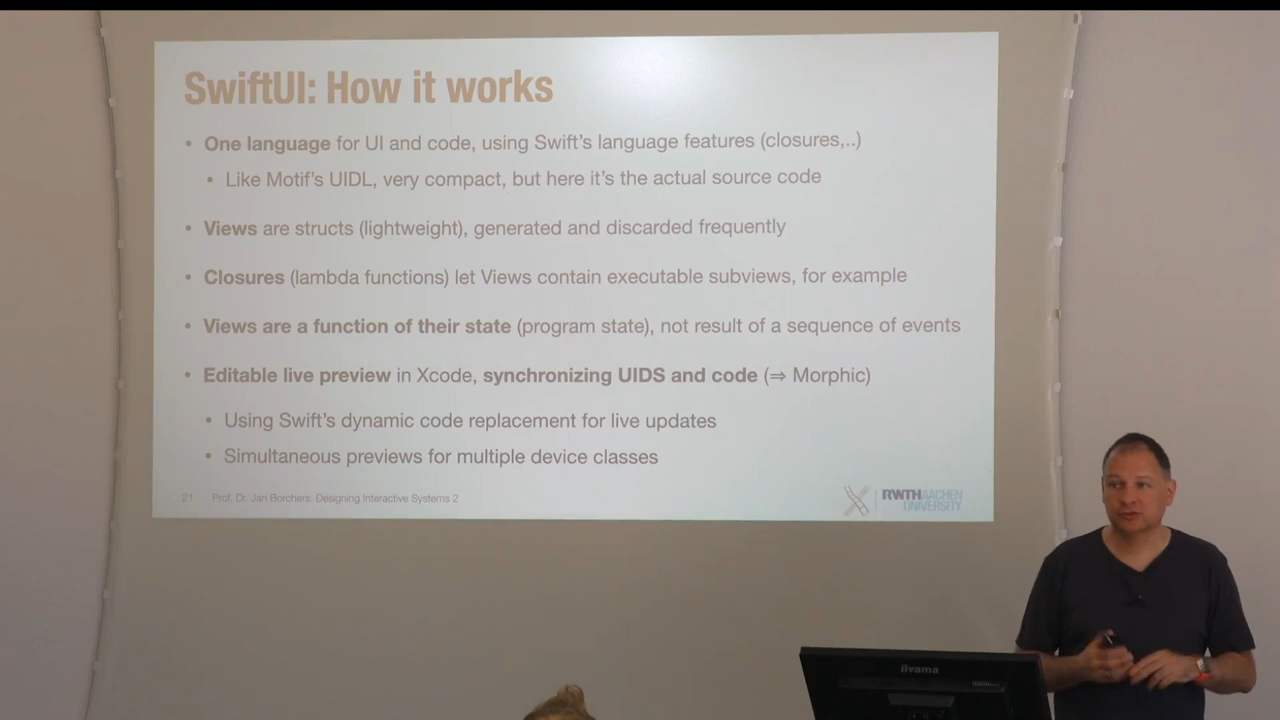 SwiftUI: How it works
• One language for UI and code, using Swift's language features (closures,..)
• Like Motif's UIDL, very compact, but here it's the actual source code
• Views are structs (lightweight), generated and discarded frequently
• Closures (lambda functions) let Views contain executable subviews, for example
• Views are a function of their state (program state), not result of a sequence of events
• Editable live preview in Xcode, synchronizing UIDS and code (⇒ Morphic)
• Using Swift's dynamic code replacement for live updates
• Simultaneous previews for multiple device classes
21 Prof. Dr. Jan Borchers: Designing Interactive Systems 2
RWTH AACHEN
UNIVERSITY
iiyama